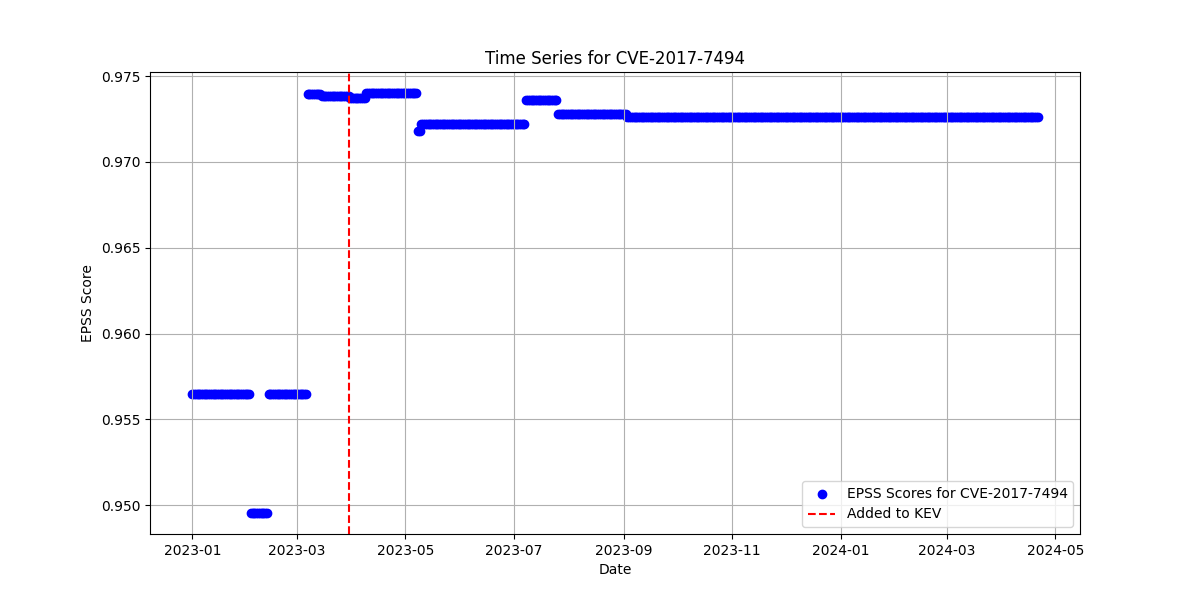 Time Series for CVE-2017-7494
EPSS Score
0.975
0.970
0.965
0.960
0.955
0.950
EPSS Scores for CVE-2017-7494
Added to KEV
2023-01 2023-03 2023-05 2023-07 2023-09 2023-11 2024-01 2024-03 2024-05
Date